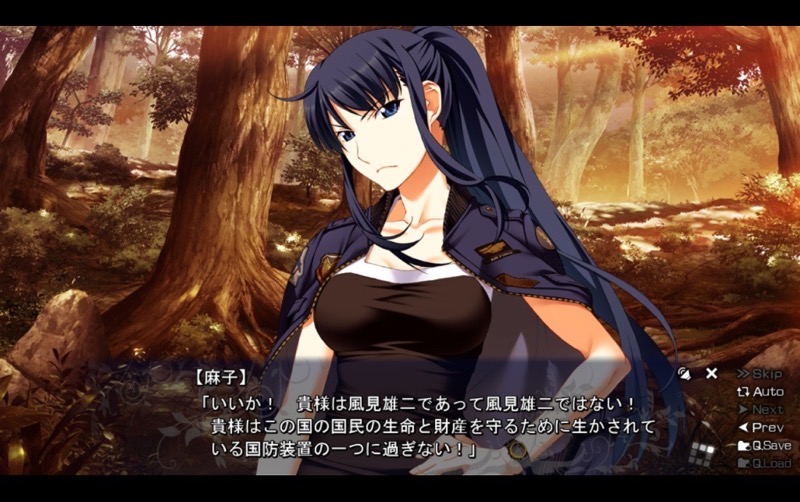 【麻子】
「いいか！　貴様は風見雄二であって風見雄二ではない！
貴様はこの国の国民の生命と財産を守るために生かされて
いる国防装置の一つに過ぎない！」
Skip
Auto
Next
Prev
Q.Save
Q.Load